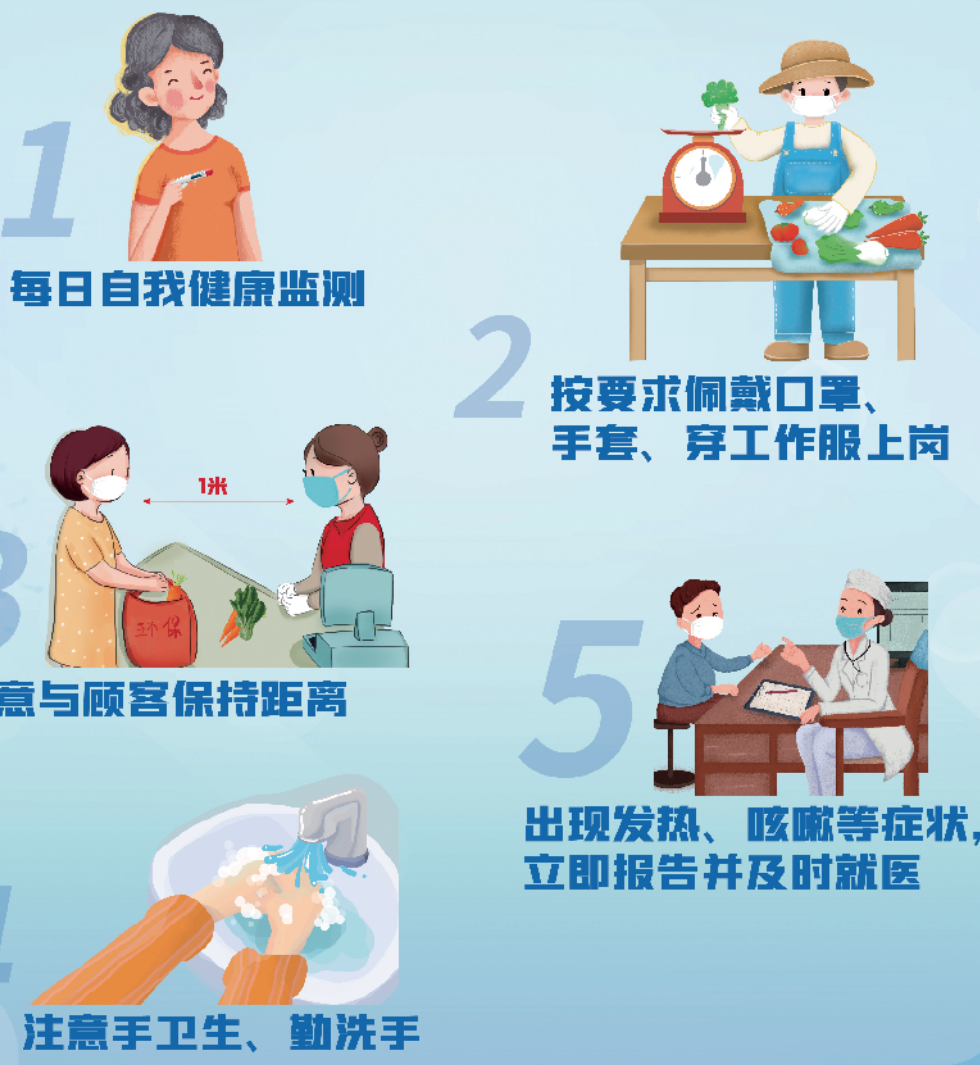 1
每日自我健康监测
2
按要求佩戴口罩、
手套、穿工作服上岗
1米
环保
3
意与顾客保持距离
4
注意手卫生、勤洗手
5
出现发热、咳嗽等症状,
立即报告并及时就医